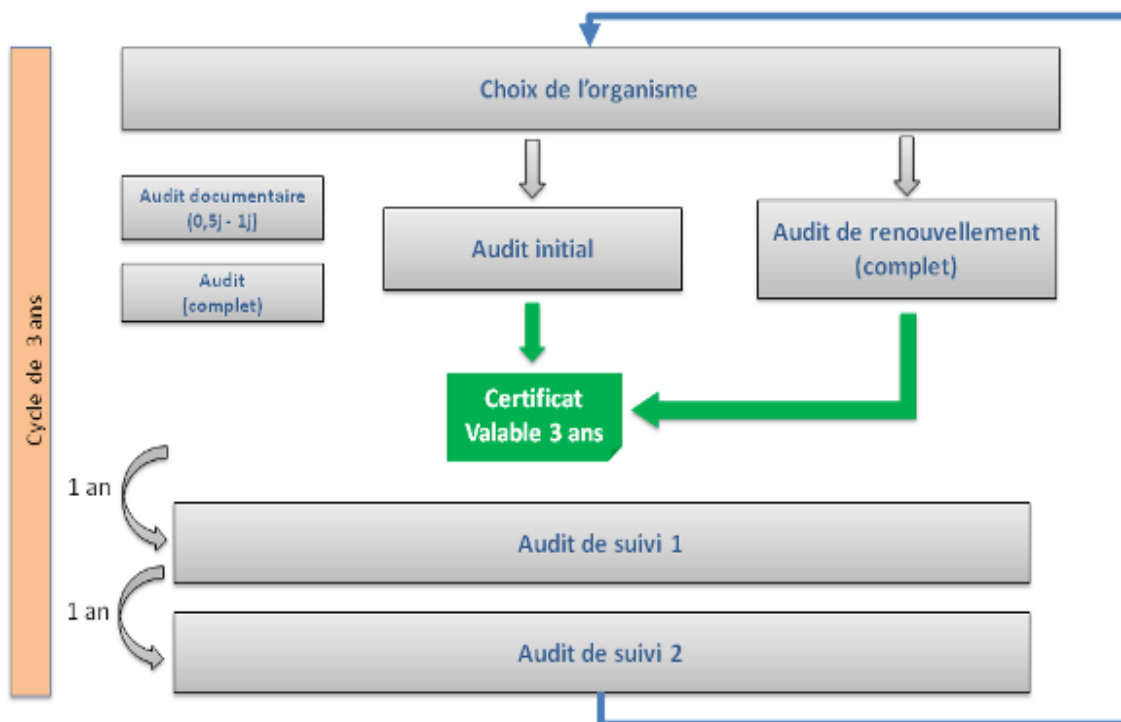 Choix de l'organisme
Audit documentaire
(0,5j - 1j)
Audit
(complet)
Audit initial
Audit de renouvellement
(complet)
Certificat
Valable 3 ans
Cycle de 3 ans
1 an
Audit de suivi 1
1 an
Audit de suivi 2